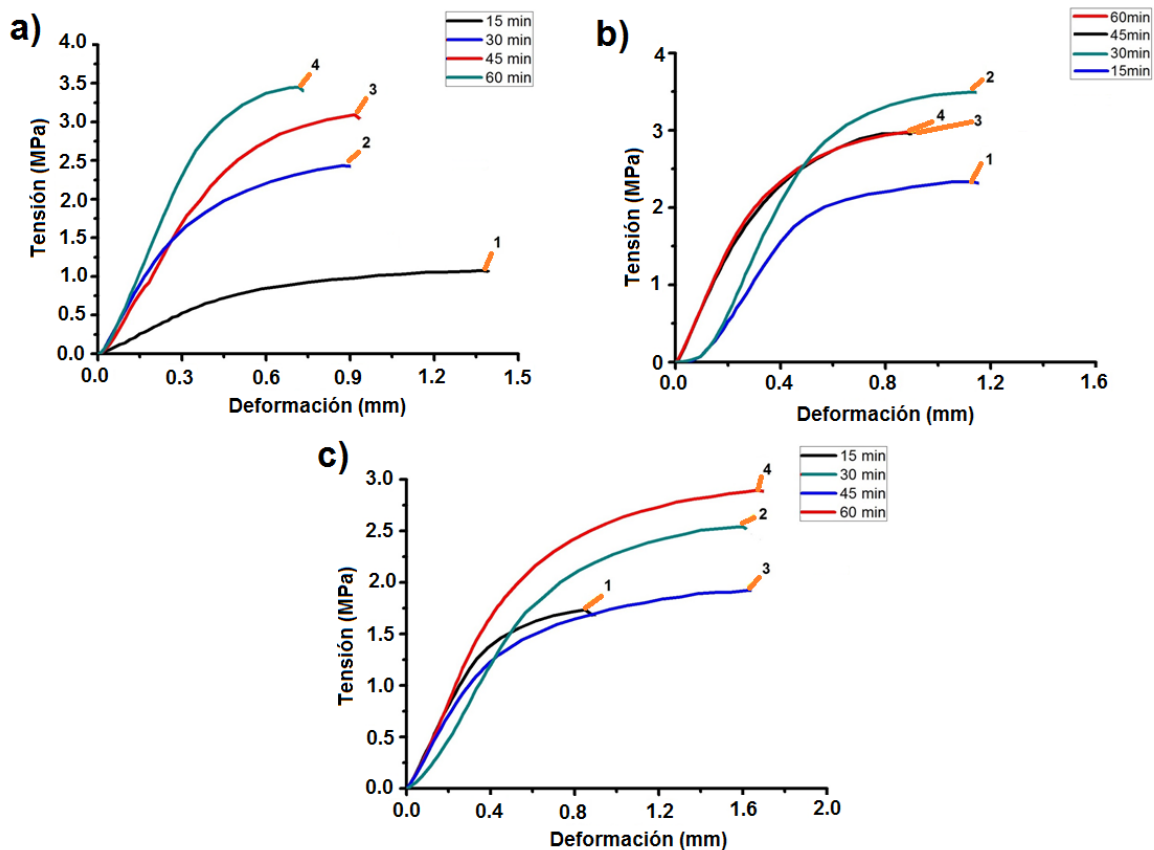 a)
15 min
30 min
45 min
60 min
4.0
3.5
3.0
2.5
2.0
1.5
1.0
0.5
0.0
Tensión (MPa)
4
3
2
1
0.0 0.3 0.6 0.9 1.2 1.5
Deformación (mm)
b)
60min
45min
30min
15min
4
3
2
1
0
Tensión (MPa)
2
4 3
1
0.0 0.4 0.8 1.2 1.6
Deformación (mm)
c)
15 min
30 min
45 min
60 min
3.0
2.5
2.0
1.5
1.0
0.5
0.0
Tensión (MPa)
4
2
3
1
0.0 0.4 0.8 1.2 1.6 2.0
Deformación (mm)